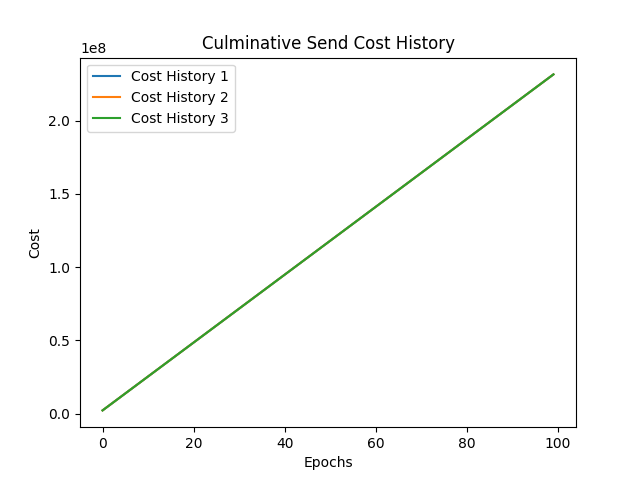 Culminative Send Cost History
1e8
Cost History 1
Cost History 2
Cost History 3
2.0
1.5
1.0
0.5
0.0
Cost
0 20 40 60 80 100
Epochs